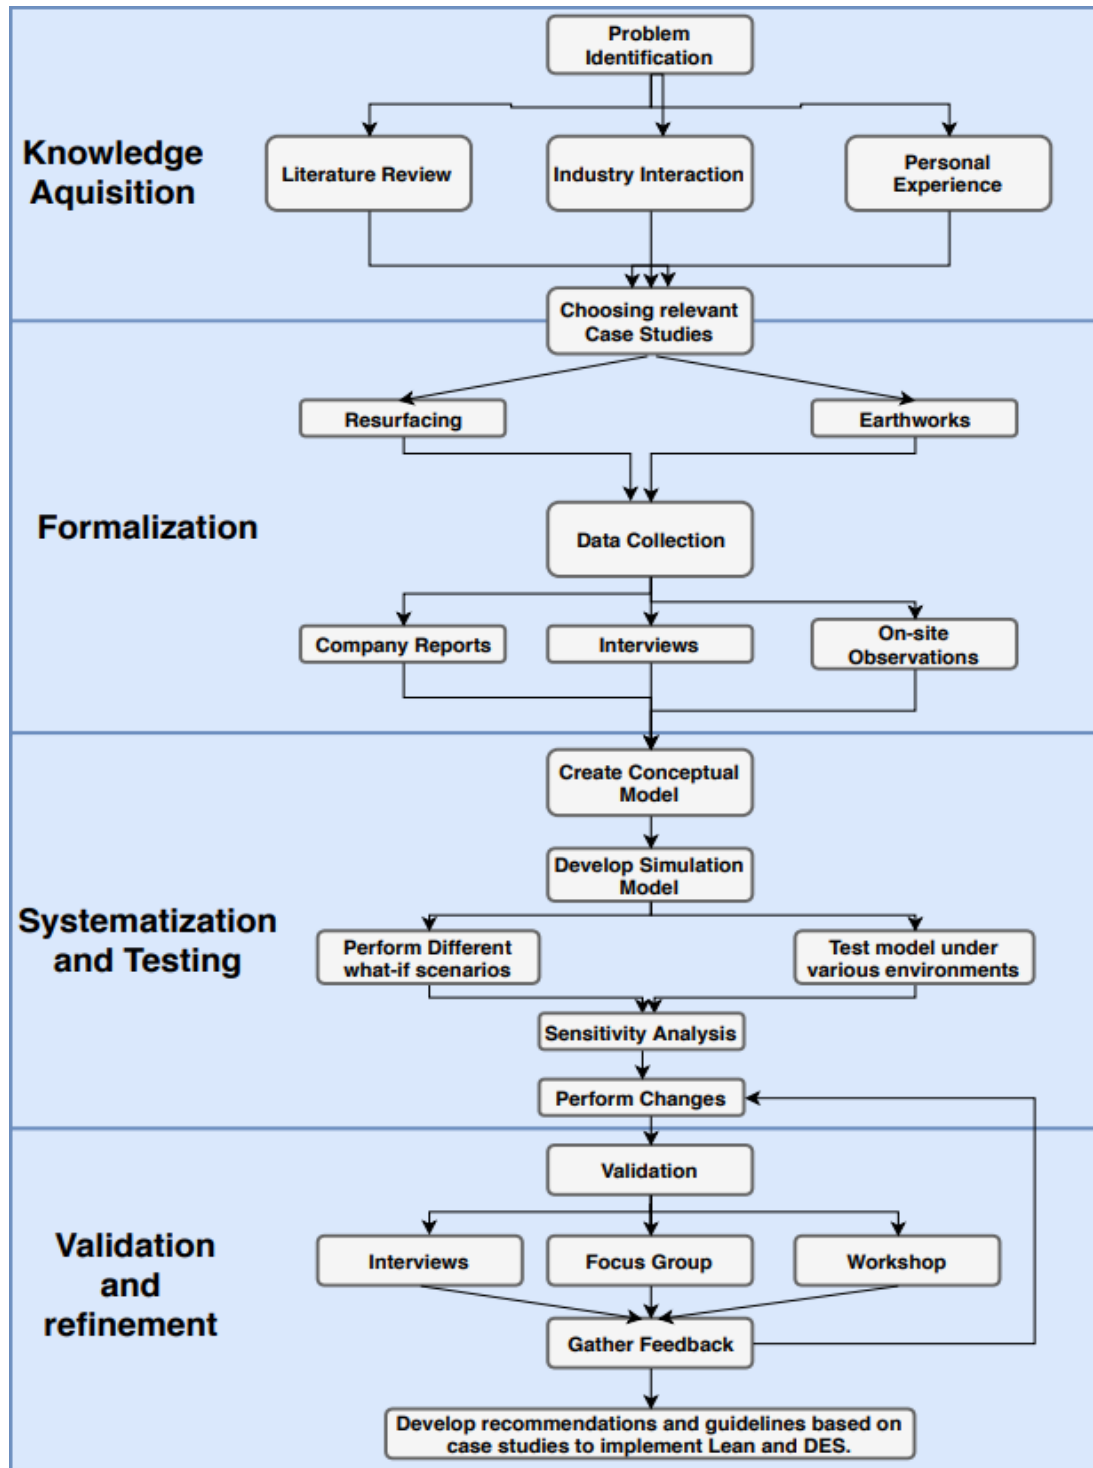 Problem
Identification
Knowledge
Aquisition
Literature Review
Industry Interaction
Personal
Experience
Choosing relevant
Case Studies
Resurfacing
Earthworks
Formalization
Data Collection
Company Reports
Interviews
On-site
Observations
Create Conceptual
Model
Develop Simulation
Model
Systematization
and Testing
Perform Different
what-if scenarios
Test model under
various environments
Sensitivity Analysis
Perform Changes
Validation
Validation
and
refinement
Interviews
Focus Group
Workshop
Gather Feedback
Develop recommendations and guidelines based on
case studies to implement Lean and DES.